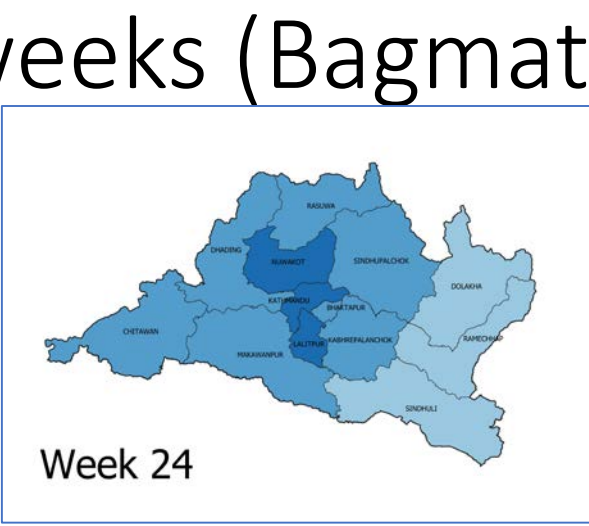 weeks (Bagmat
RASUWA
DHADING
NUWAKOT
SINDHUPALCHOK
DOLAKHA
KATHMANDU
BHAKTAPUR
CHITAWAN
LALITPUR
KABHREPALANCHOK
RAMECHHAP
MAKAWANPUR
SINDHULI
Week 24